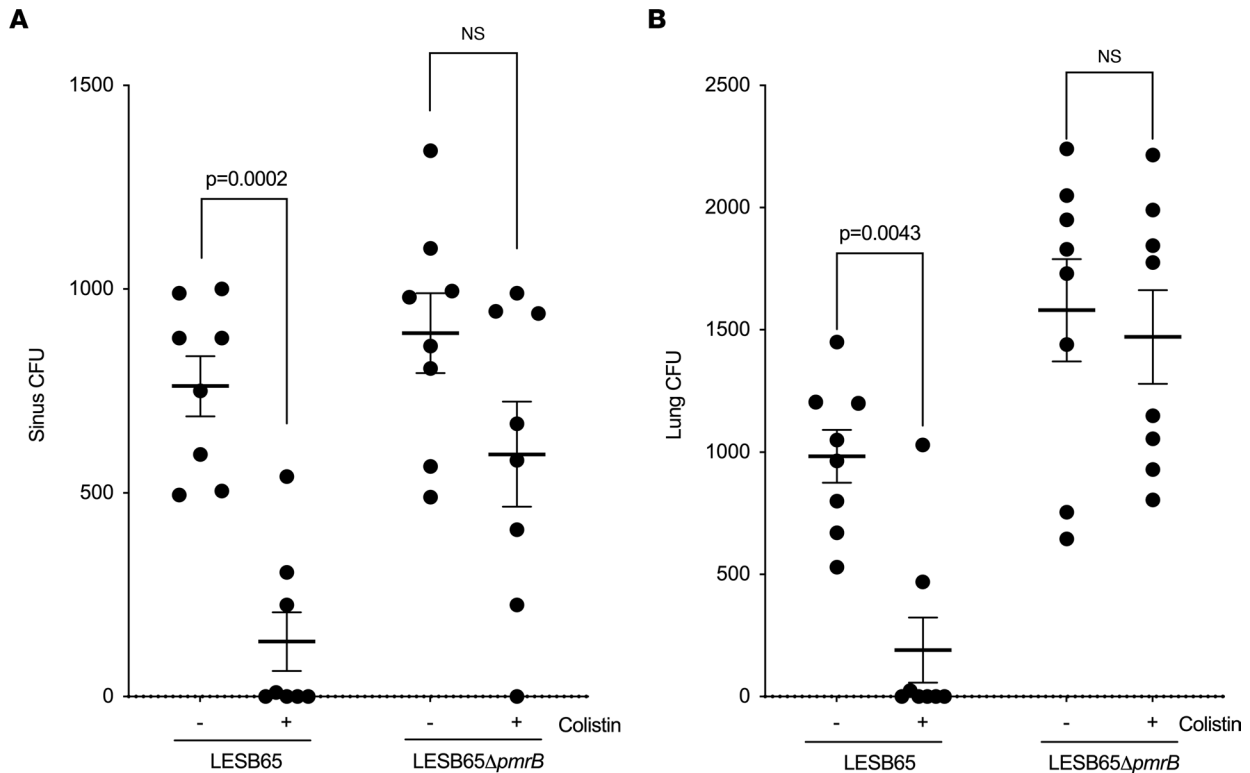 A
NS
1500
p=0.0002
1000
Sinus CFU
500
0
- + - + Colistin
LESB65 LESB65ΔpmrB
B
NS
2500
2000
p=0.0043
1500
Lung CFU
1000
500
0
- + - + Colistin
LESB65 LESB65ΔpmrB